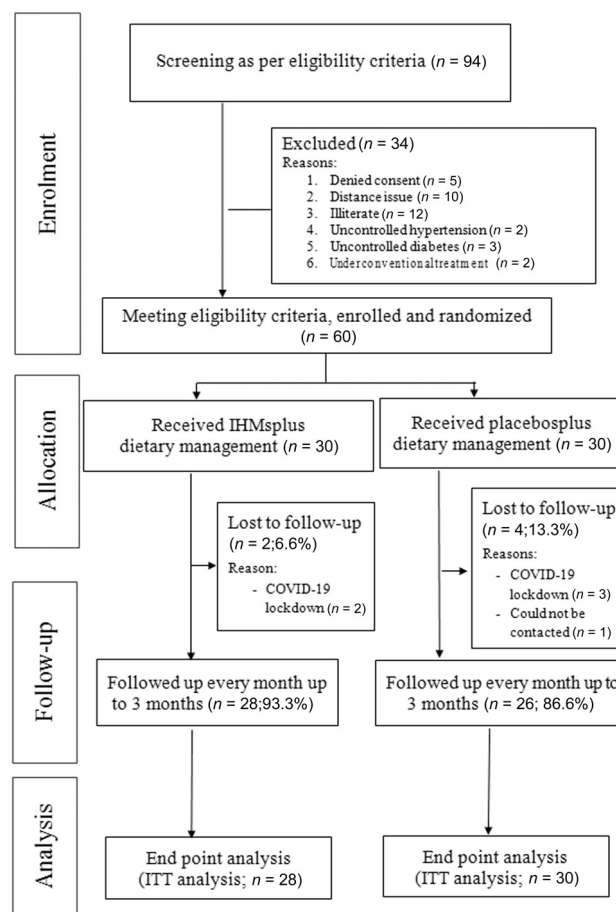 Enrolment
Screening as per eligibility criteria (n = 94)
Excluded (n = 34)
Reasons:
1. Denied consent (n = 5)
2. Distance issue (n = 10)
3. Illiterate (n = 12)
4. Uncontrolled hypertension (n = 2)
5. Uncontrolled diabetes (n = 3)
6. Under conventional treatment (n = 2)
Meeting eligibility criteria, enrolled and randomized
(n = 60)
Allocation
Received IHMsplus
dietary management (n = 30)
Received placebosplus
dietary management (n = 30)
Lost to follow-up
(n = 2;6.6%)
Reason:
- COVID-19
lockdown (n = 2)
Lost to follow-up
(n = 4;13.3%)
Reasons:
- COVID-19
lockdown (n = 3)
- Could not be
contacted (n = 1)
Follow-up
Followed up every month up
to 3 months (n = 28;93.3%)
Followed up every month up to
3 months (n = 26; 86.6%)
Analysis
End point analysis
(ITT analysis; n = 28)
End point analysis
(ITT analysis; n = 30)